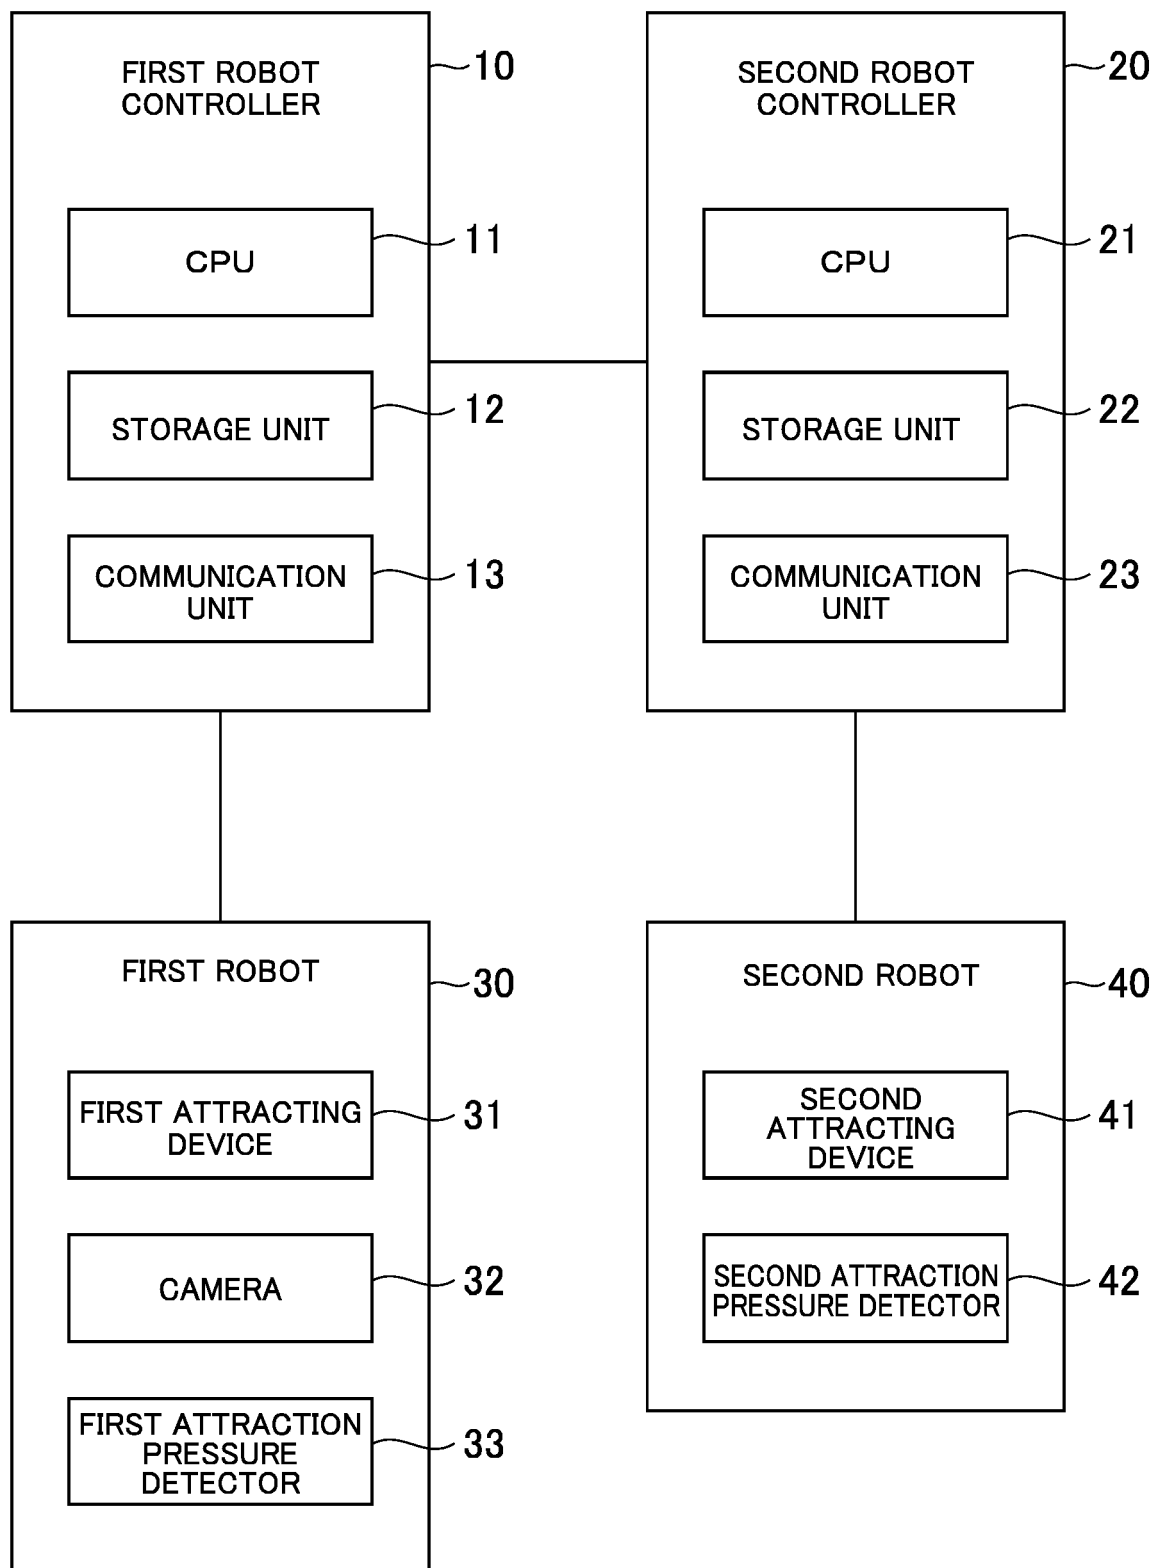 FIRST ROBOT
CONTROLLER
10
CPU
11
STORAGE UNIT
12
COMMUNICATION
UNIT
13
SECOND ROBOT
CONTROLLER
20
CPU
21
STORAGE UNIT
22
COMMUNICATION
UNIT
23
FIRST ROBOT
30
FIRST ATTRACTING
DEVICE
31
CAMERA
32
FIRST ATTRACTION
PRESSURE
DETECTOR
33
SECOND ROBOT
40
SECOND
ATTRACTING
DEVICE
41
SECOND ATTRACTION
PRESSURE DETECTOR
42